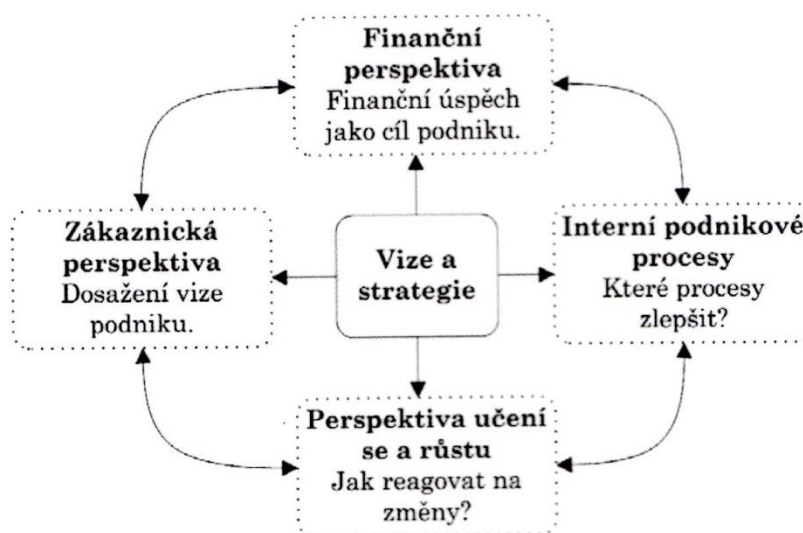 Finanční
perspektiva
Finanční úspěch
jako cíl podniku.
Zákaznická
perspektiva
Dosažení vize
podniku.
Vize a
strategie
Interní podnikové
procesy
Které procesy
zlepšit?
Perspektiva učení
se a růstu
Jak reagovat na
změny?